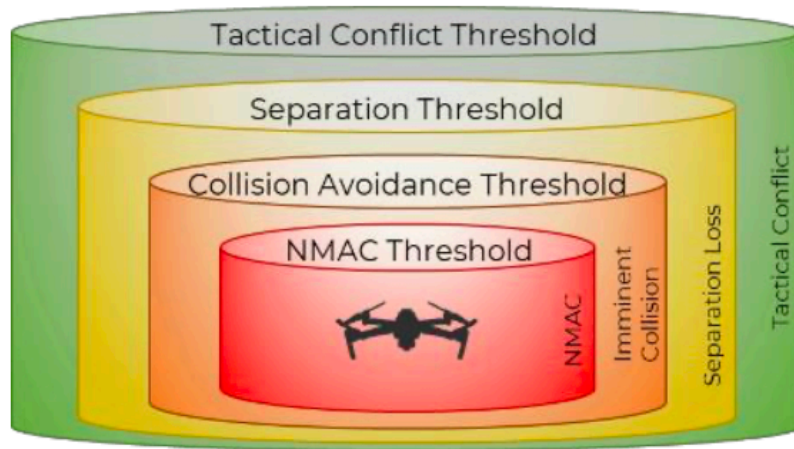 Tactical Conflict Threshold
Separation Threshold
Collision Avoidance Threshold
NMAC Threshold
NMAC
Imminent
Collision
Separation Loss
Tactical Conflict